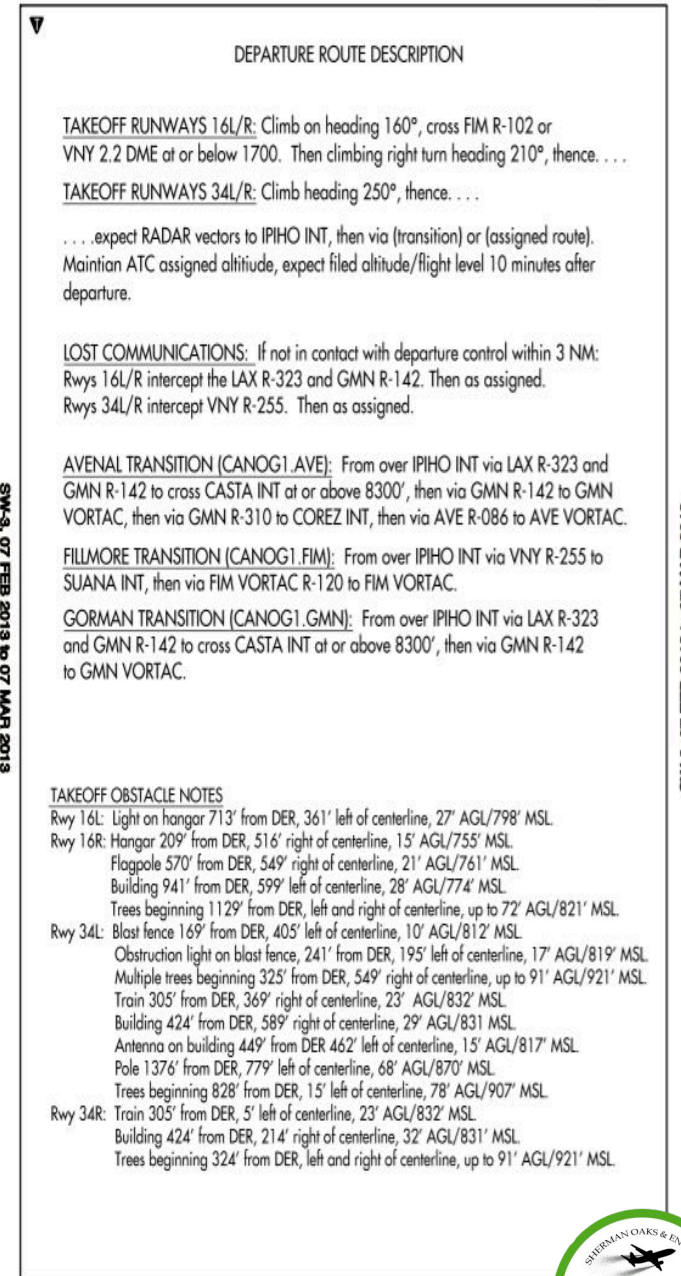 T
DEPARTURE ROUTE DESCRIPTION
TAKEOFF RUNWAYS 16L/R: Climb on heading 160°, cross FIM R-102 or
VNY 2.2 DME at or below 1700. Then climbing right turn heading 210°, thence. . . .
TAKEOFF RUNWAYS 34L/R: Climb heading 250°, thence. . . .
. . . .expect RADAR vectors to IPIHO INT, then via (transition) or (assigned route).
Maintian ATC assigned altitiude, expect filed altitude/flight level 10 minutes after
departure.
LOST COMMUNICATIONS: If not in contact with departure control within 3 NM:
Rwys 16L/R intercept the LAX R-323 and GMN R-142. Then as assigned.
Rwys 34L/R intercept VNY R-255. Then as assigned.
AVENAL TRANSITION (CANOG1.AVE): From over IPIHO INT via LAX R-323 and
GMN R-142 to cross CASTA INT at or above 8300', then via GMN R-142 to GMN
VORTAC, then via GMN R-310 to COREZ INT, then via AVE R-086 to AVE VORTAC.
FILLMORE TRANSITION (CANOG1.FIM): From over IPIHO INT via VNY R-255 to
SUANA INT, then via FIM VORTAC R-120 to FIM VORTAC.
GORMAN TRANSITION (CANOG1.GMN): From over IPIHO INT via LAX R-323
and GMN R-142 to cross CASTA INT at or above 8300', then via GMN R-142
to GMN VORTAC.
TAKEOFF OBSTACLE NOTES
Rwy 16L: Light on hangar 713' from DER, 361' left of centerline, 27' AGL/798' MSL.
Rwy 16R: Hangar 209' from DER, 516' right of centerline, 15' AGL/755' MSL.
Flagpole 570' from DER, 549' right of centerline, 21' AGL/761' MSL.
Building 941' from DER, 599' left of centerline, 28' AGL/774' MSL.
Trees beginning 1129' from DER, left and right of centerline, up to 72' AGL/821' MSL.
Rwy 34L: Blast fence 169' from DER, 405' left of centerline, 10' AGL/812' MSL.
Obstruction light on blast fence, 241' from DER, 195' left of centerline, 17' AGL/819' MSL.
Multiple trees beginning 325' from DER, 549' right of centerline, up to 91' AGL/921' MSL.
Train 305' from DER, 369' right of centerline, 23' AGL/832' MSL.
Building 424' from DER, 589' right of centerline, 29' AGL/831 MSL.
Antenna on building 449' from DER 462' left of centerline, 15' AGL/817' MSL.
Pole 1376' from DER, 779' left of centerline, 68' AGL/870' MSL.
Trees beginning 828' from DER, 15' left of centerline, 78' AGL/907' MSL.
Rwy 34R: Train 305' from DER, 5' left of centerline, 23' AGL/832' MSL.
Building 424' from DER, 214' right of centerline, 32' AGL/831' MSL.
Trees beginning 324' from DER, left and right of centerline, up to 91' AGL/921' MSL.
SW-3, 07 FEB 2013 to 07 MAR 2013
SHERMAN OAKS &